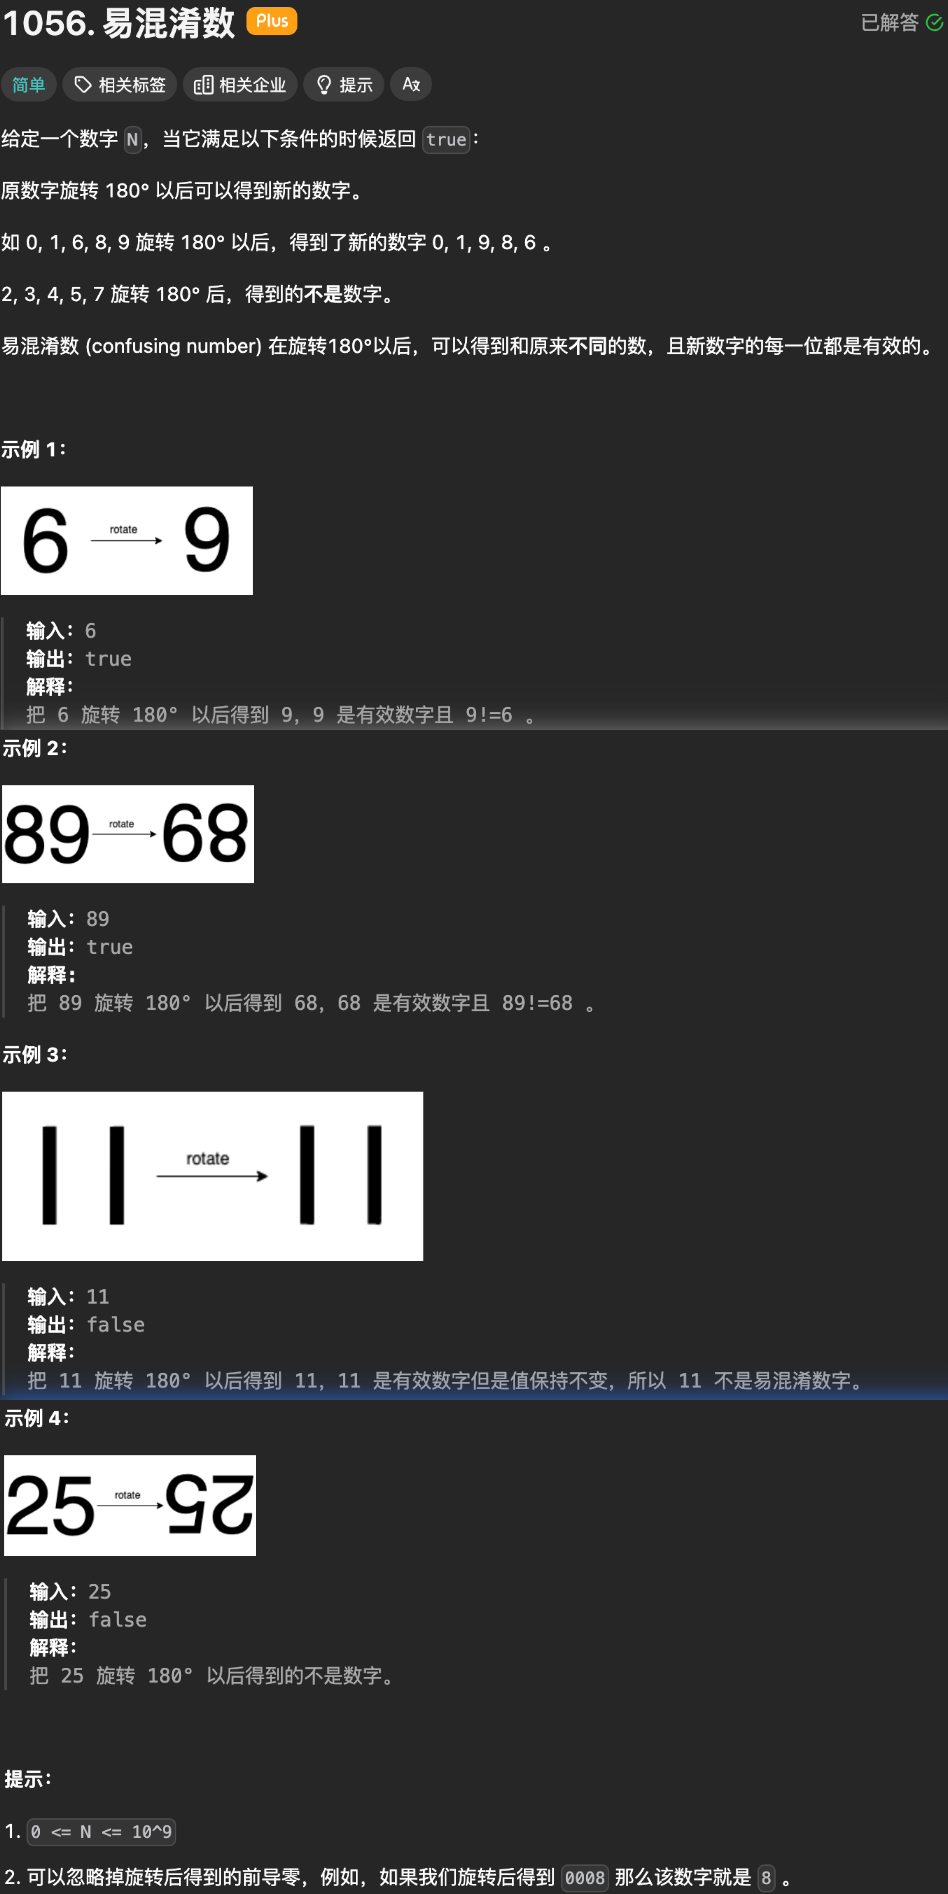 1056. 易混淆数 Plus 已解答
简单 相关标签 相关企业 提示 Ax
给定一个数字 N，当它满足以下条件的时候返回 true：
原数字旋转 180° 以后可以得到新的数字。
如 0, 1, 6, 8, 9 旋转 180° 以后，得到了新的数字 0, 1, 9, 8, 6 。
2, 3, 4, 5, 7 旋转 180° 后，得到的不是数字。
易混淆数 (confusing number) 在旋转180°以后，可以得到和原来不同的数，且新数字的每一位都是有效的。
示例 1：
6 rotate 9
输入：6
输出：true
解释：
把 6 旋转 180° 以后得到 9，9 是有效数字且 9!=6 。
示例 2：
89 rotate 68
输入：89
输出：true
解释：
把 89 旋转 180° 以后得到 68，68 是有效数字且 89!=68 。
示例 3：
11 rotate 11
输入：11
输出：false
解释：
把 11 旋转 180° 以后得到 11，11 是有效数字但是值保持不变，所以 11 不是易混淆数字。
示例 4：
25 rotate 25
输入：25
输出：false
解释：
把 25 旋转 180° 以后得到的不是数字。
提示：
1. 0 <= N <= 10^9
2. 可以忽略掉旋转后得到的前导零，例如，如果我们旋转后得到 0008 那么该数字就是 8 。